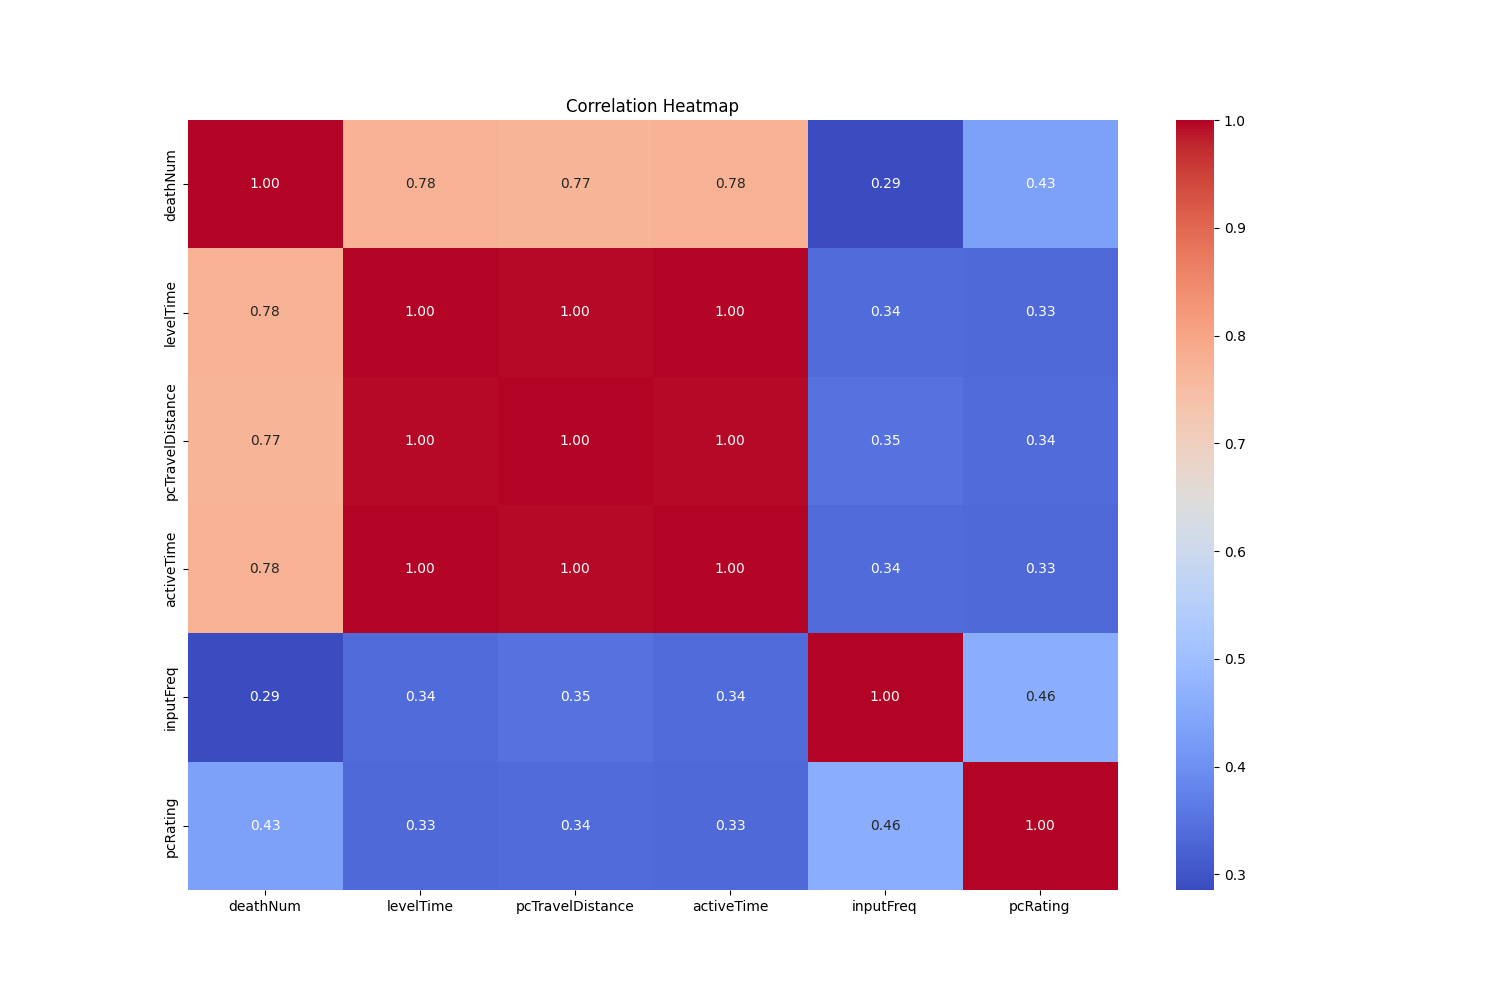 Correlation Heatmap
deathNum 1.00 0.78 0.77 0.78 0.29 0.43
levelTime 0.78 1.00 1.00 1.00 0.34 0.33
pcTravelDistance 0.77 1.00 1.00 1.00 0.35 0.34
activeTime 0.78 1.00 1.00 1.00 0.34 0.33
inputFreq 0.29 0.34 0.35 0.34 1.00 0.46
pcRating 0.43 0.33 0.34 0.33 0.46 1.00
deathNum levelTime pcTravelDistance activeTime inputFreq pcRating
1.0
0.9
0.8
0.7
0.6
0.5
0.4
0.3